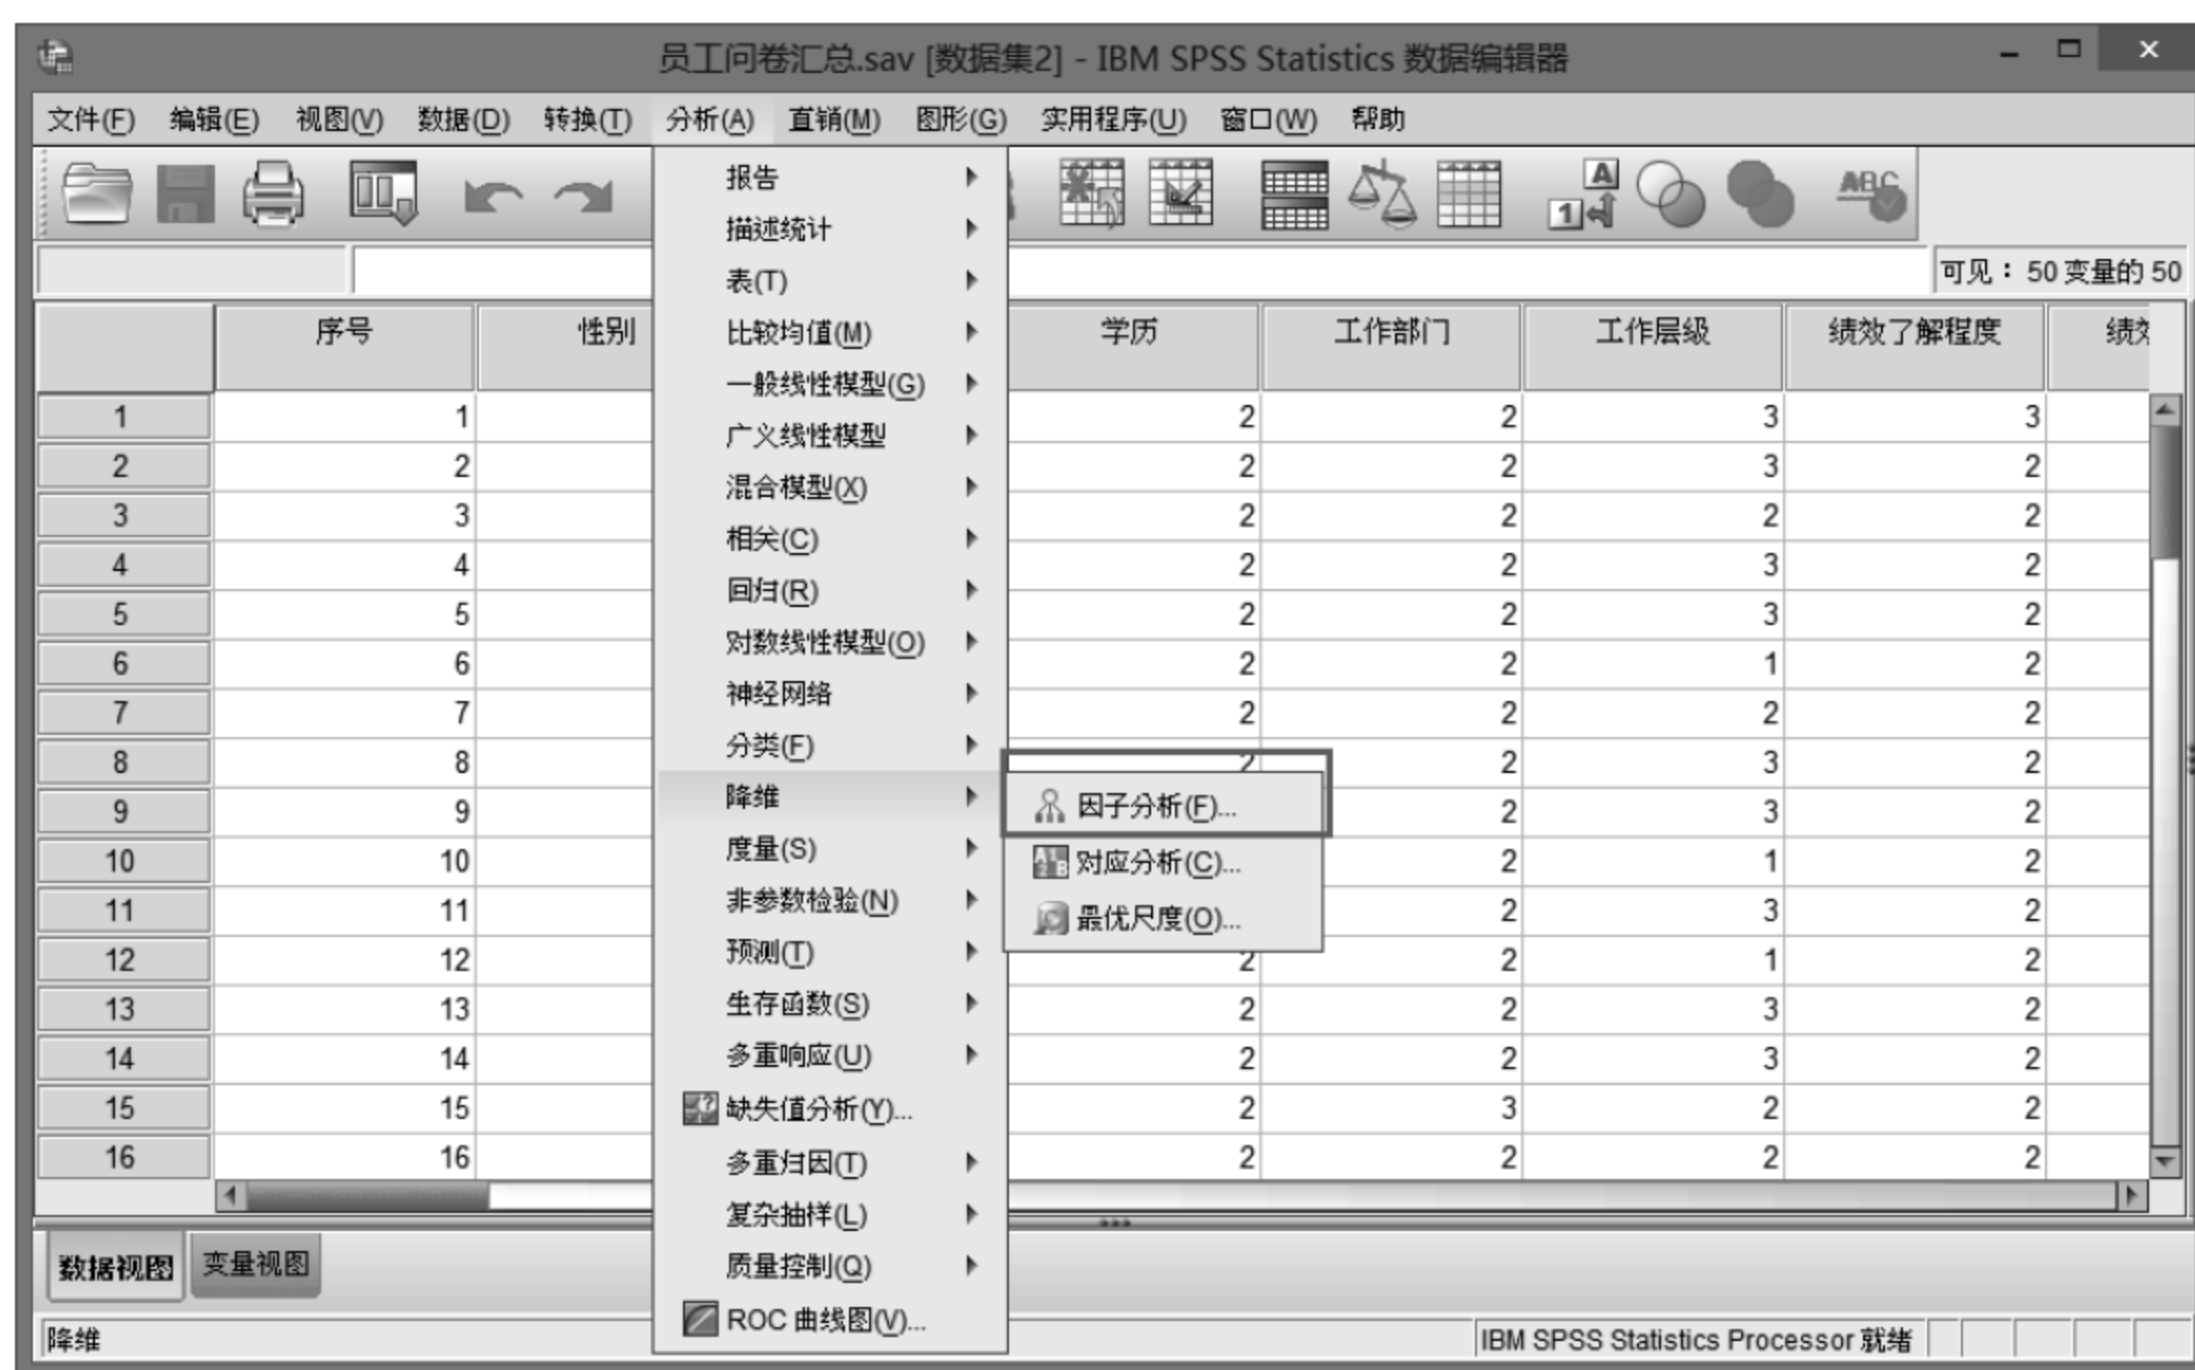 员工问卷汇总.sav [数据集2] - IBM SPSS Statistics 数据编辑器
文件(F) 编辑(E) 视图(V) 数据(D) 转换(T) 分析(A) 直销(M) 图形(G) 实用程序(U) 窗口(W) 帮助
可见： 50 变量的 50
序号 性别 学历 工作部门 工作层级 绩效了解程度 绩效
1 1 2 2 3 3
2 2 2 2 3 2
3 3 2 2 2 2
4 4 2 2 3 2
5 5 2 2 3 2
6 6 2 2 1 2
7 7 2 2 2 2
8 8 2 2 3 2
9 9 2 3 2
10 10 2 1 2
11 11 2 3 2
12 12 2 2 1 2
13 13 2 2 3 2
14 14 2 2 3 2
15 15 2 3 2 2
16 16 2 2 2 2
报告
描述统计
表(T)
比较均值(M)
一般线性模型(G)
广义线性模型
混合模型(X)
相关(C)
回归(R)
对数线性模型(O)
神经网络
分类(F)
降维
度量(S)
非参数检验(N)
预测(T)
生存函数(S)
多重响应(U)
缺失值分析(Y)...
多重归因(T)
复杂抽样(L)
质量控制(Q)
ROC 曲线图(V)...
因子分析(F)...
对应分析(C)...
最优尺度(O)...
数据视图 变量视图
降维 IBM SPSS Statistics Processor 就绪